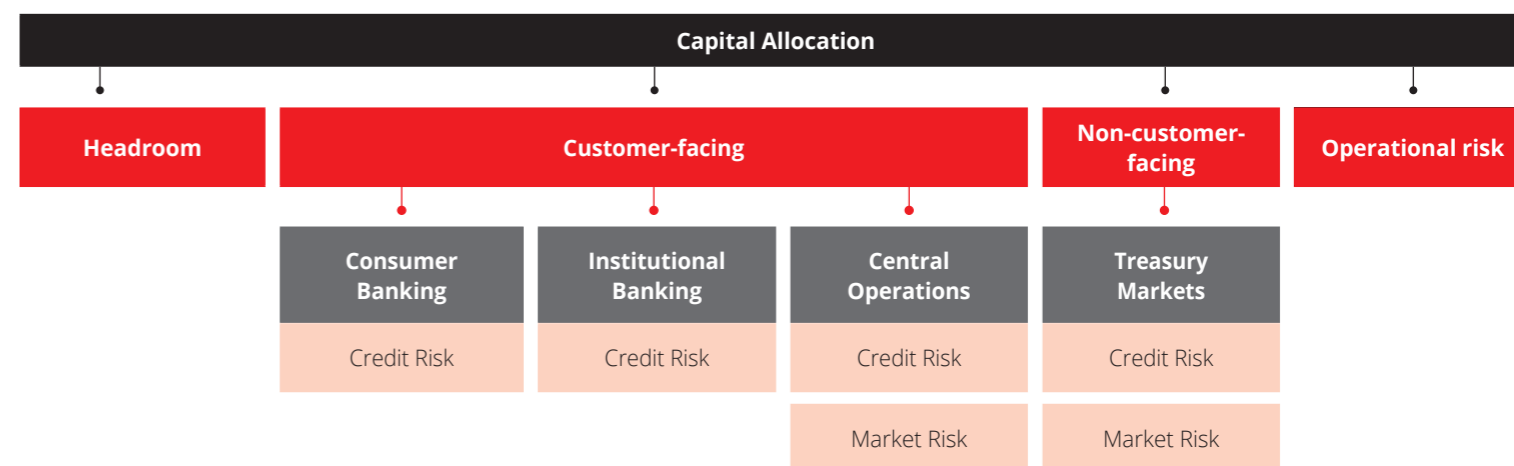 Capital Allocation
Headroom
Customer-facing
Non-customer-
facing
Operational risk
Consumer
Banking
Institutional
Banking
Central
Operations
Treasury
Markets
Credit Risk
Credit Risk
Credit Risk
Credit Risk
Market Risk
Market Risk